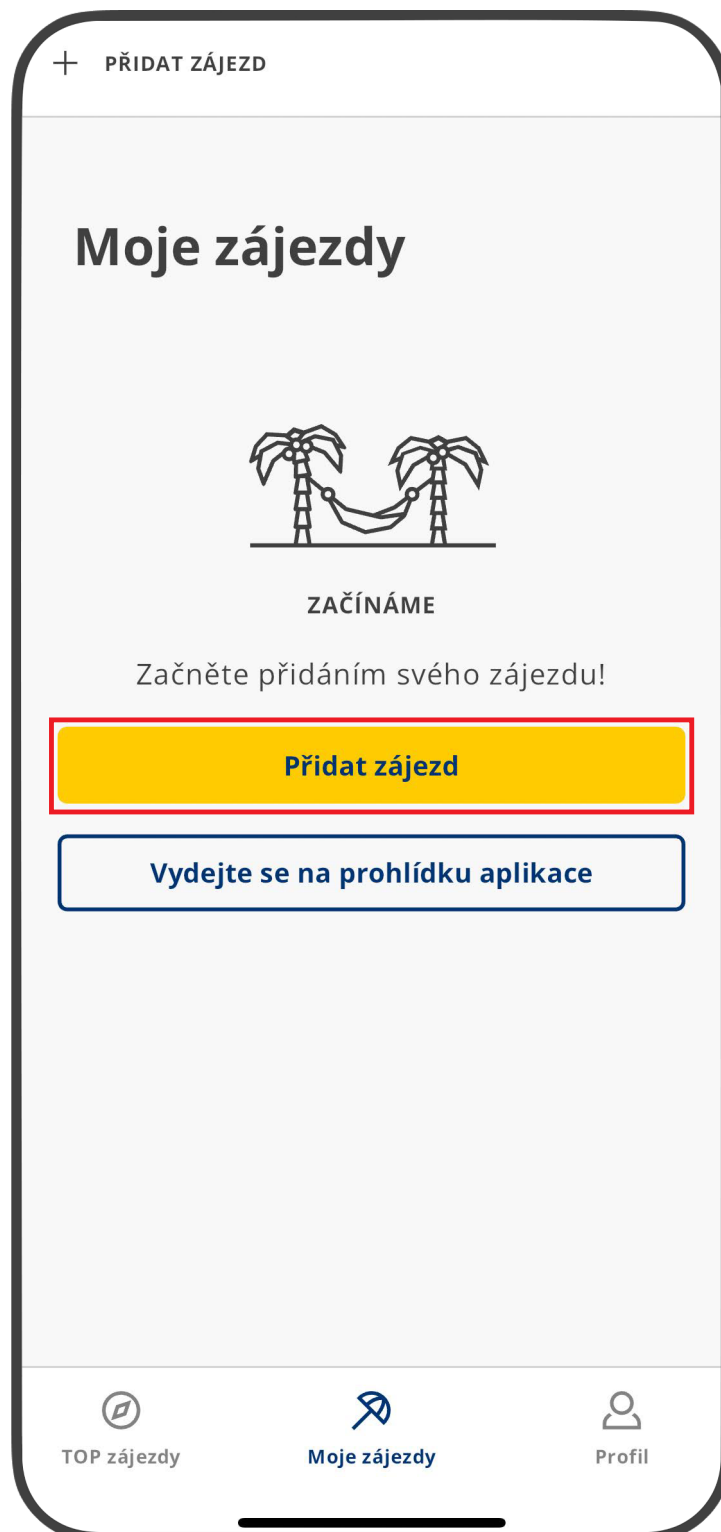 PŘIDAT ZÁJEZD
Moje zájezdy
ZAČÍNÁME
Začněte přidáním svého zájezdu!
Přidat zájezd
Vydejte se na prohlídku aplikace
TOP zájezdy
Moje zájezdy
Profil